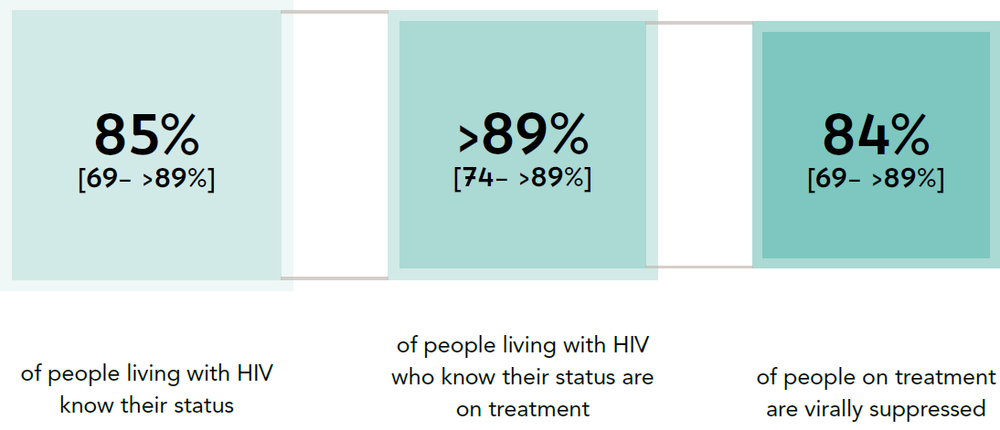 85%
[69– >89%]
of people living with HIV
know their status
>89%
[74– >89%]
of people living with HIV
who know their status are
on treatment
84%
[69– >89%]
of people on treatment
are virally suppressed